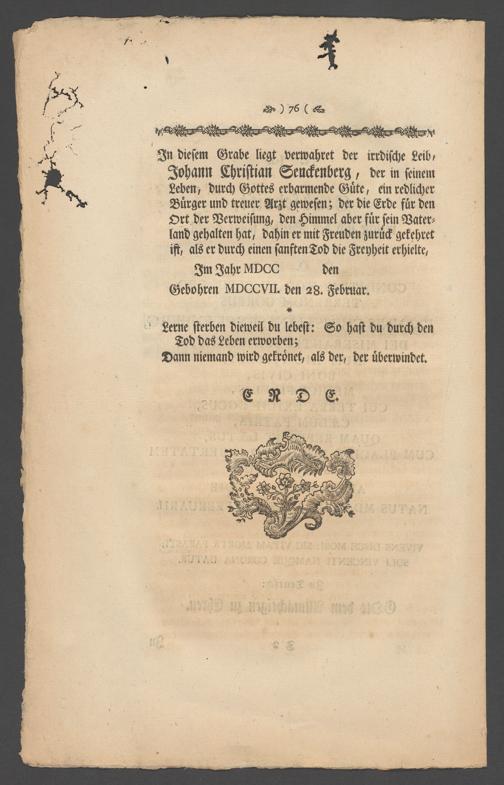 ) 76 (
In diesem Grabe liegt verwahret der irrdische Leib,
Johann Christian Senckenberg, der in seinem
Leben, durch Gottes erbarmende Güte, ein redlicher
Bürger und treuer Arzt gewesen; der die Erde für den
Ort der Verweisung, den Himmel aber für sein Vater-
land gehalten hat, dahin er mit Freuden zurück gekehret
ist, als er durch einen sanften Tod die Freyheit erhielte,
Im Jahr MDCC den
Gebohren MDCCVII. den 28. Februar.
*
Lerne sterben dieweil du lebest: So hast du durch den
Tod das Leben erworben;
Dann niemand wird gekrönet, als der, der überwindet.
E N D E.